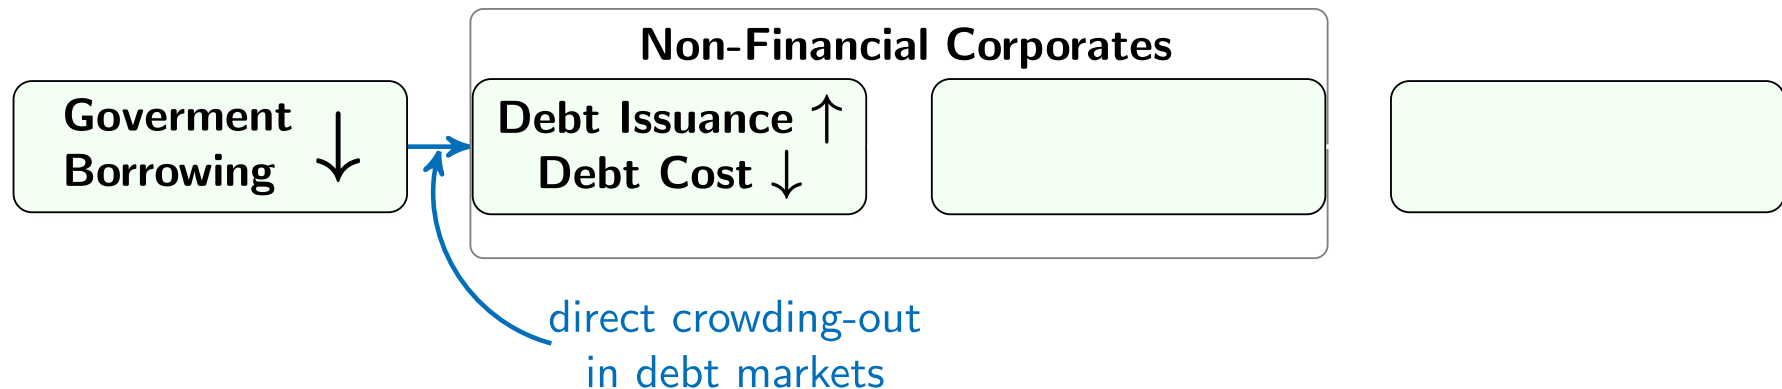 Non-Financial Corporates
Goverment
Borrowing ↓
Debt Issuance ↑
Debt Cost ↓
direct crowding-out
in debt markets